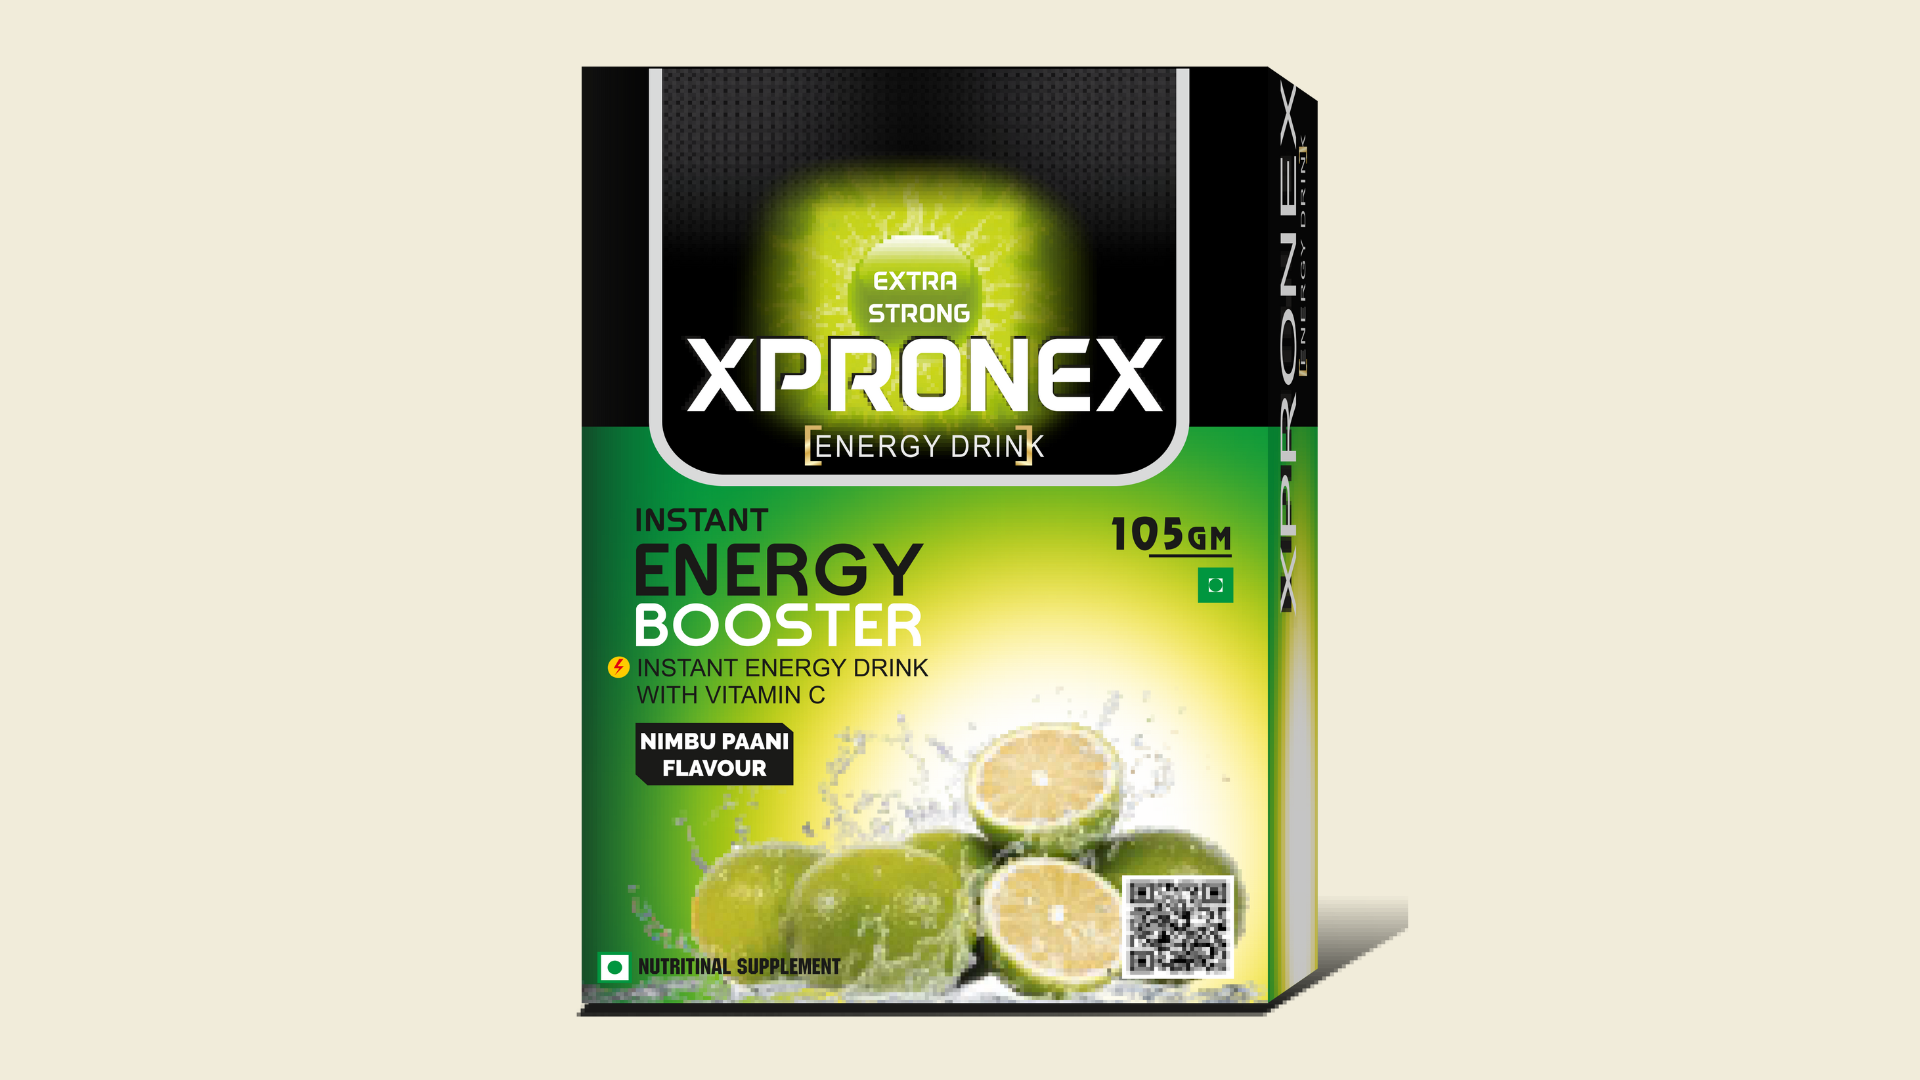 EXTRA
STRONG
XPRONEX
[ENERGY DRINK]
INSTANT
ENERGY
BOOSTER
INSTANT ENERGY DRINK
WITH VITAMIN C
NIMBU PAANI
FLAVOUR
105GM
NUTRITINAL SUPPLEMENT
XPRONEX
[ENERGY DRINK]